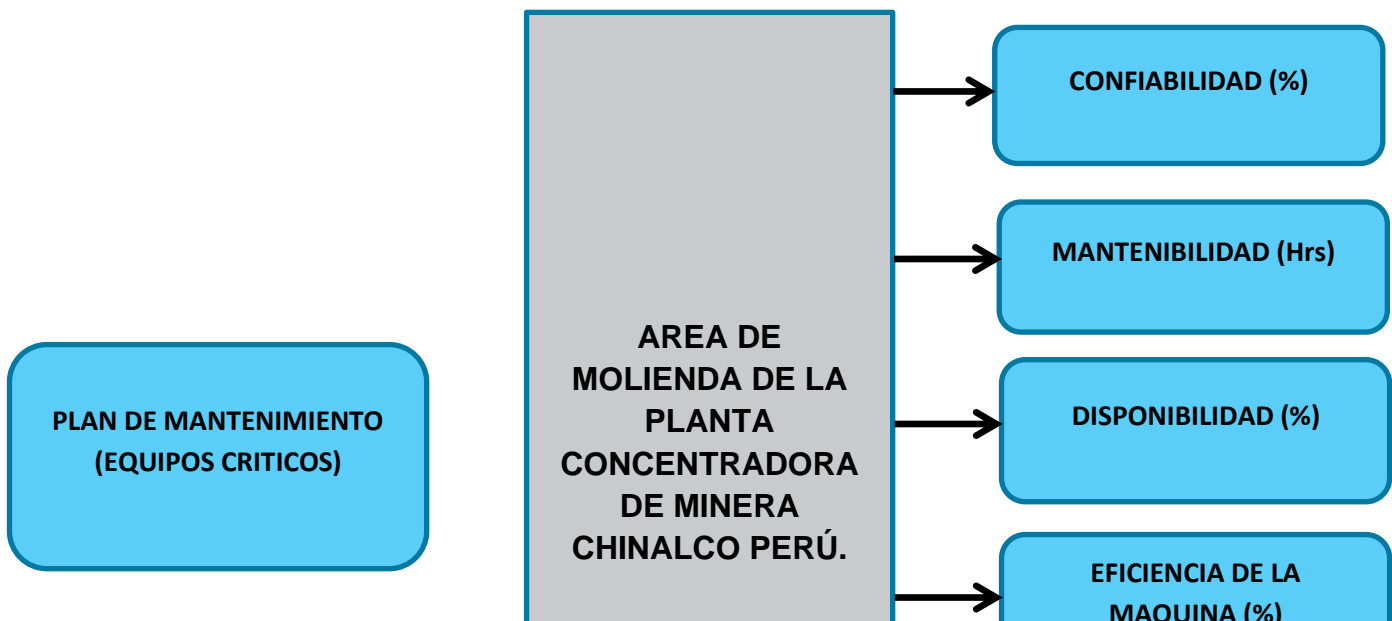 PLAN DE MANTENIMIENTO
(EQUIPOS CRITICOS)
AREA DE
MOLIENDA DE LA
PLANTA
CONCENTRADORA
DE MINERA
CHINALCO PERÚ.
CONFIABILIDAD (%)
MANTENIBILIDAD (Hrs)
DISPONIBILIDAD (%)
EFICIENCIA DE LA
MAQUINA (%)